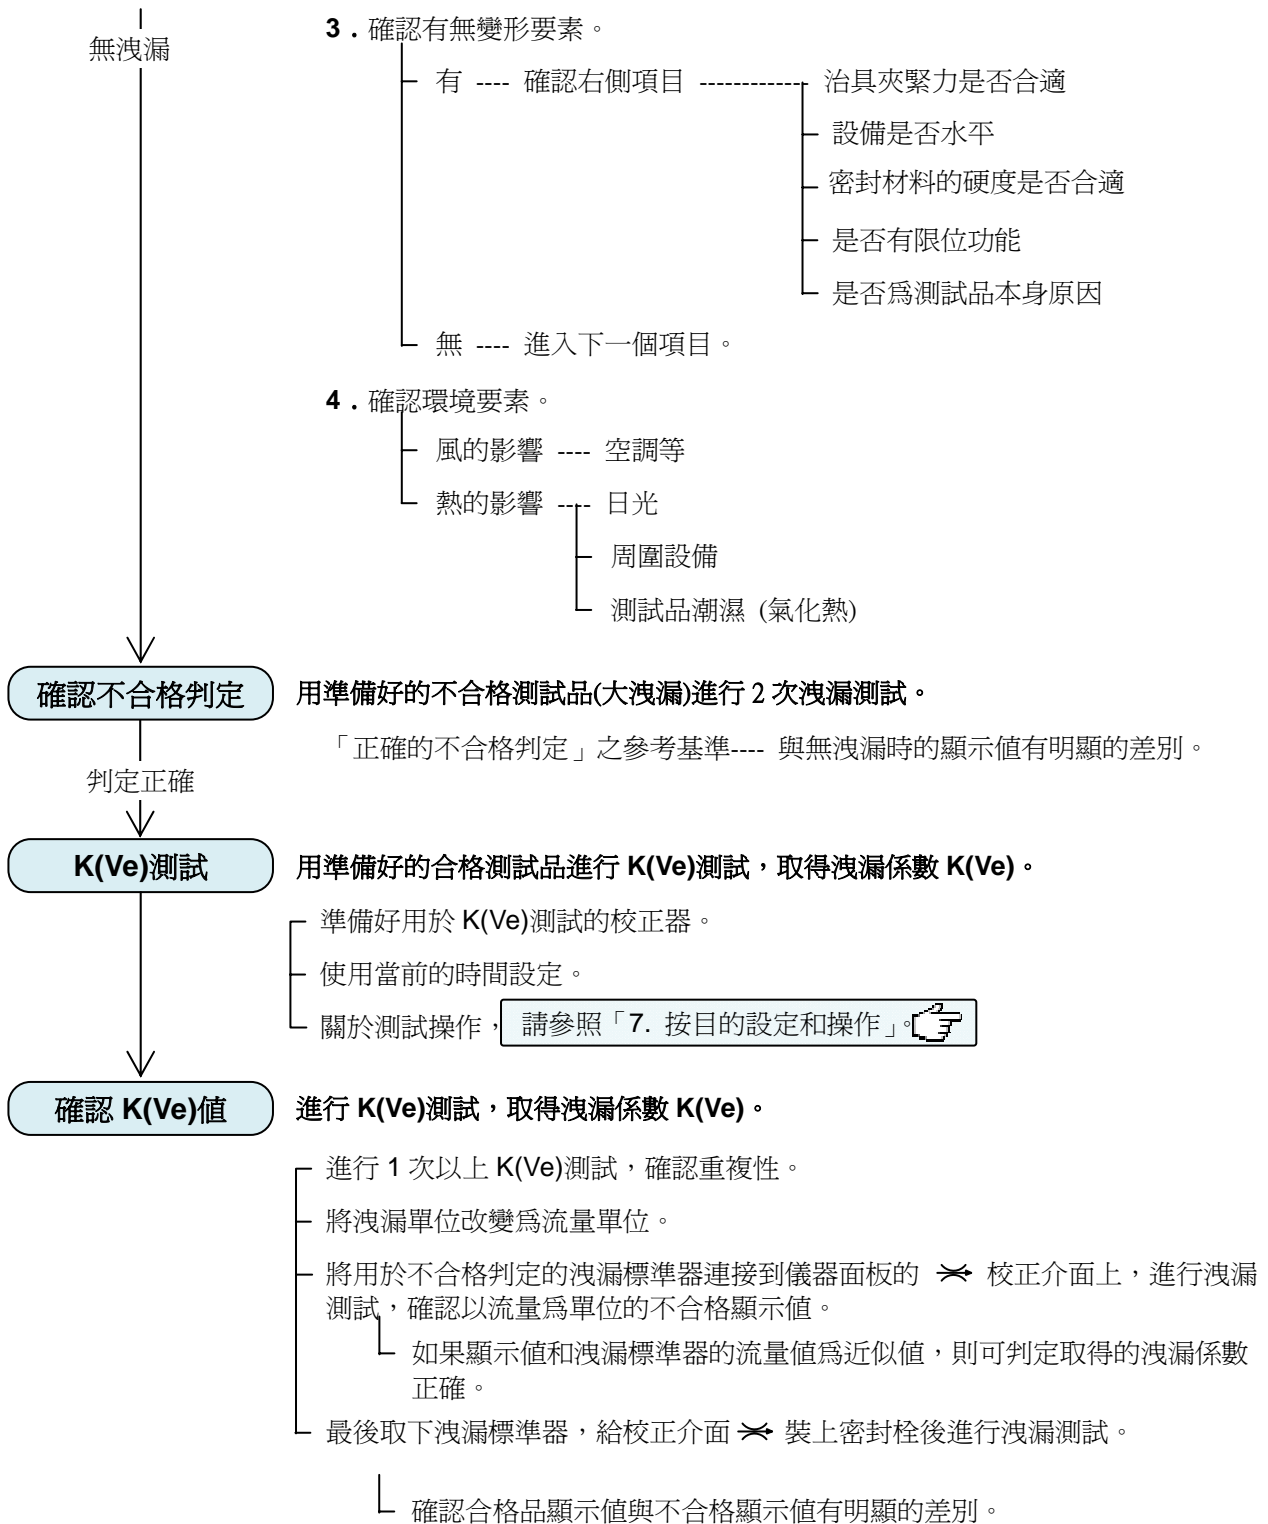 無洩漏
3．確認有無變形要素。
有 ---- 確認右側項目 ------------ 治具夾緊力是否合適
設備是否水平
密封材料的硬度是否合適
是否有限位功能
是否爲測試品本身原因
無 ---- 進入下一個項目。
4．確認環境要素。
風的影響 ---- 空調等
熱的影響 ---- 日光
周圍設備
測試品潮濕 (氣化熱)
確認不合格判定
用準備好的不合格測試品(大洩漏)進行 2 次洩漏測試。
「正確的不合格判定」之參考基準---- 與無洩漏時的顯示値有明顯的差別。
判定正確
K(Ve)測試
用準備好的合格測試品進行 K(Ve)測試，取得洩漏係數 K(Ve)。
準備好用於 K(Ve)測試的校正器。
使用當前的時間設定。
關於測試操作， 請參照「7. 按目的設定和操作」。
確認 K(Ve)値
進行 K(Ve)測試，取得洩漏係數 K(Ve)。
進行 1 次以上 K(Ve)測試，確認重複性。
將洩漏單位改變爲流量單位。
將用於不合格判定的洩漏標準器連接到儀器面板的 校正介面上，進行洩漏
測試，確認以流量爲單位的不合格顯示値。
如果顯示値和洩漏標準器的流量値爲近似値，則可判定取得的洩漏係數
正確。
最後取下洩漏標準器，給校正介面 裝上密封栓後進行洩漏測試。
確認合格品顯示値與不合格顯示値有明顯的差別。